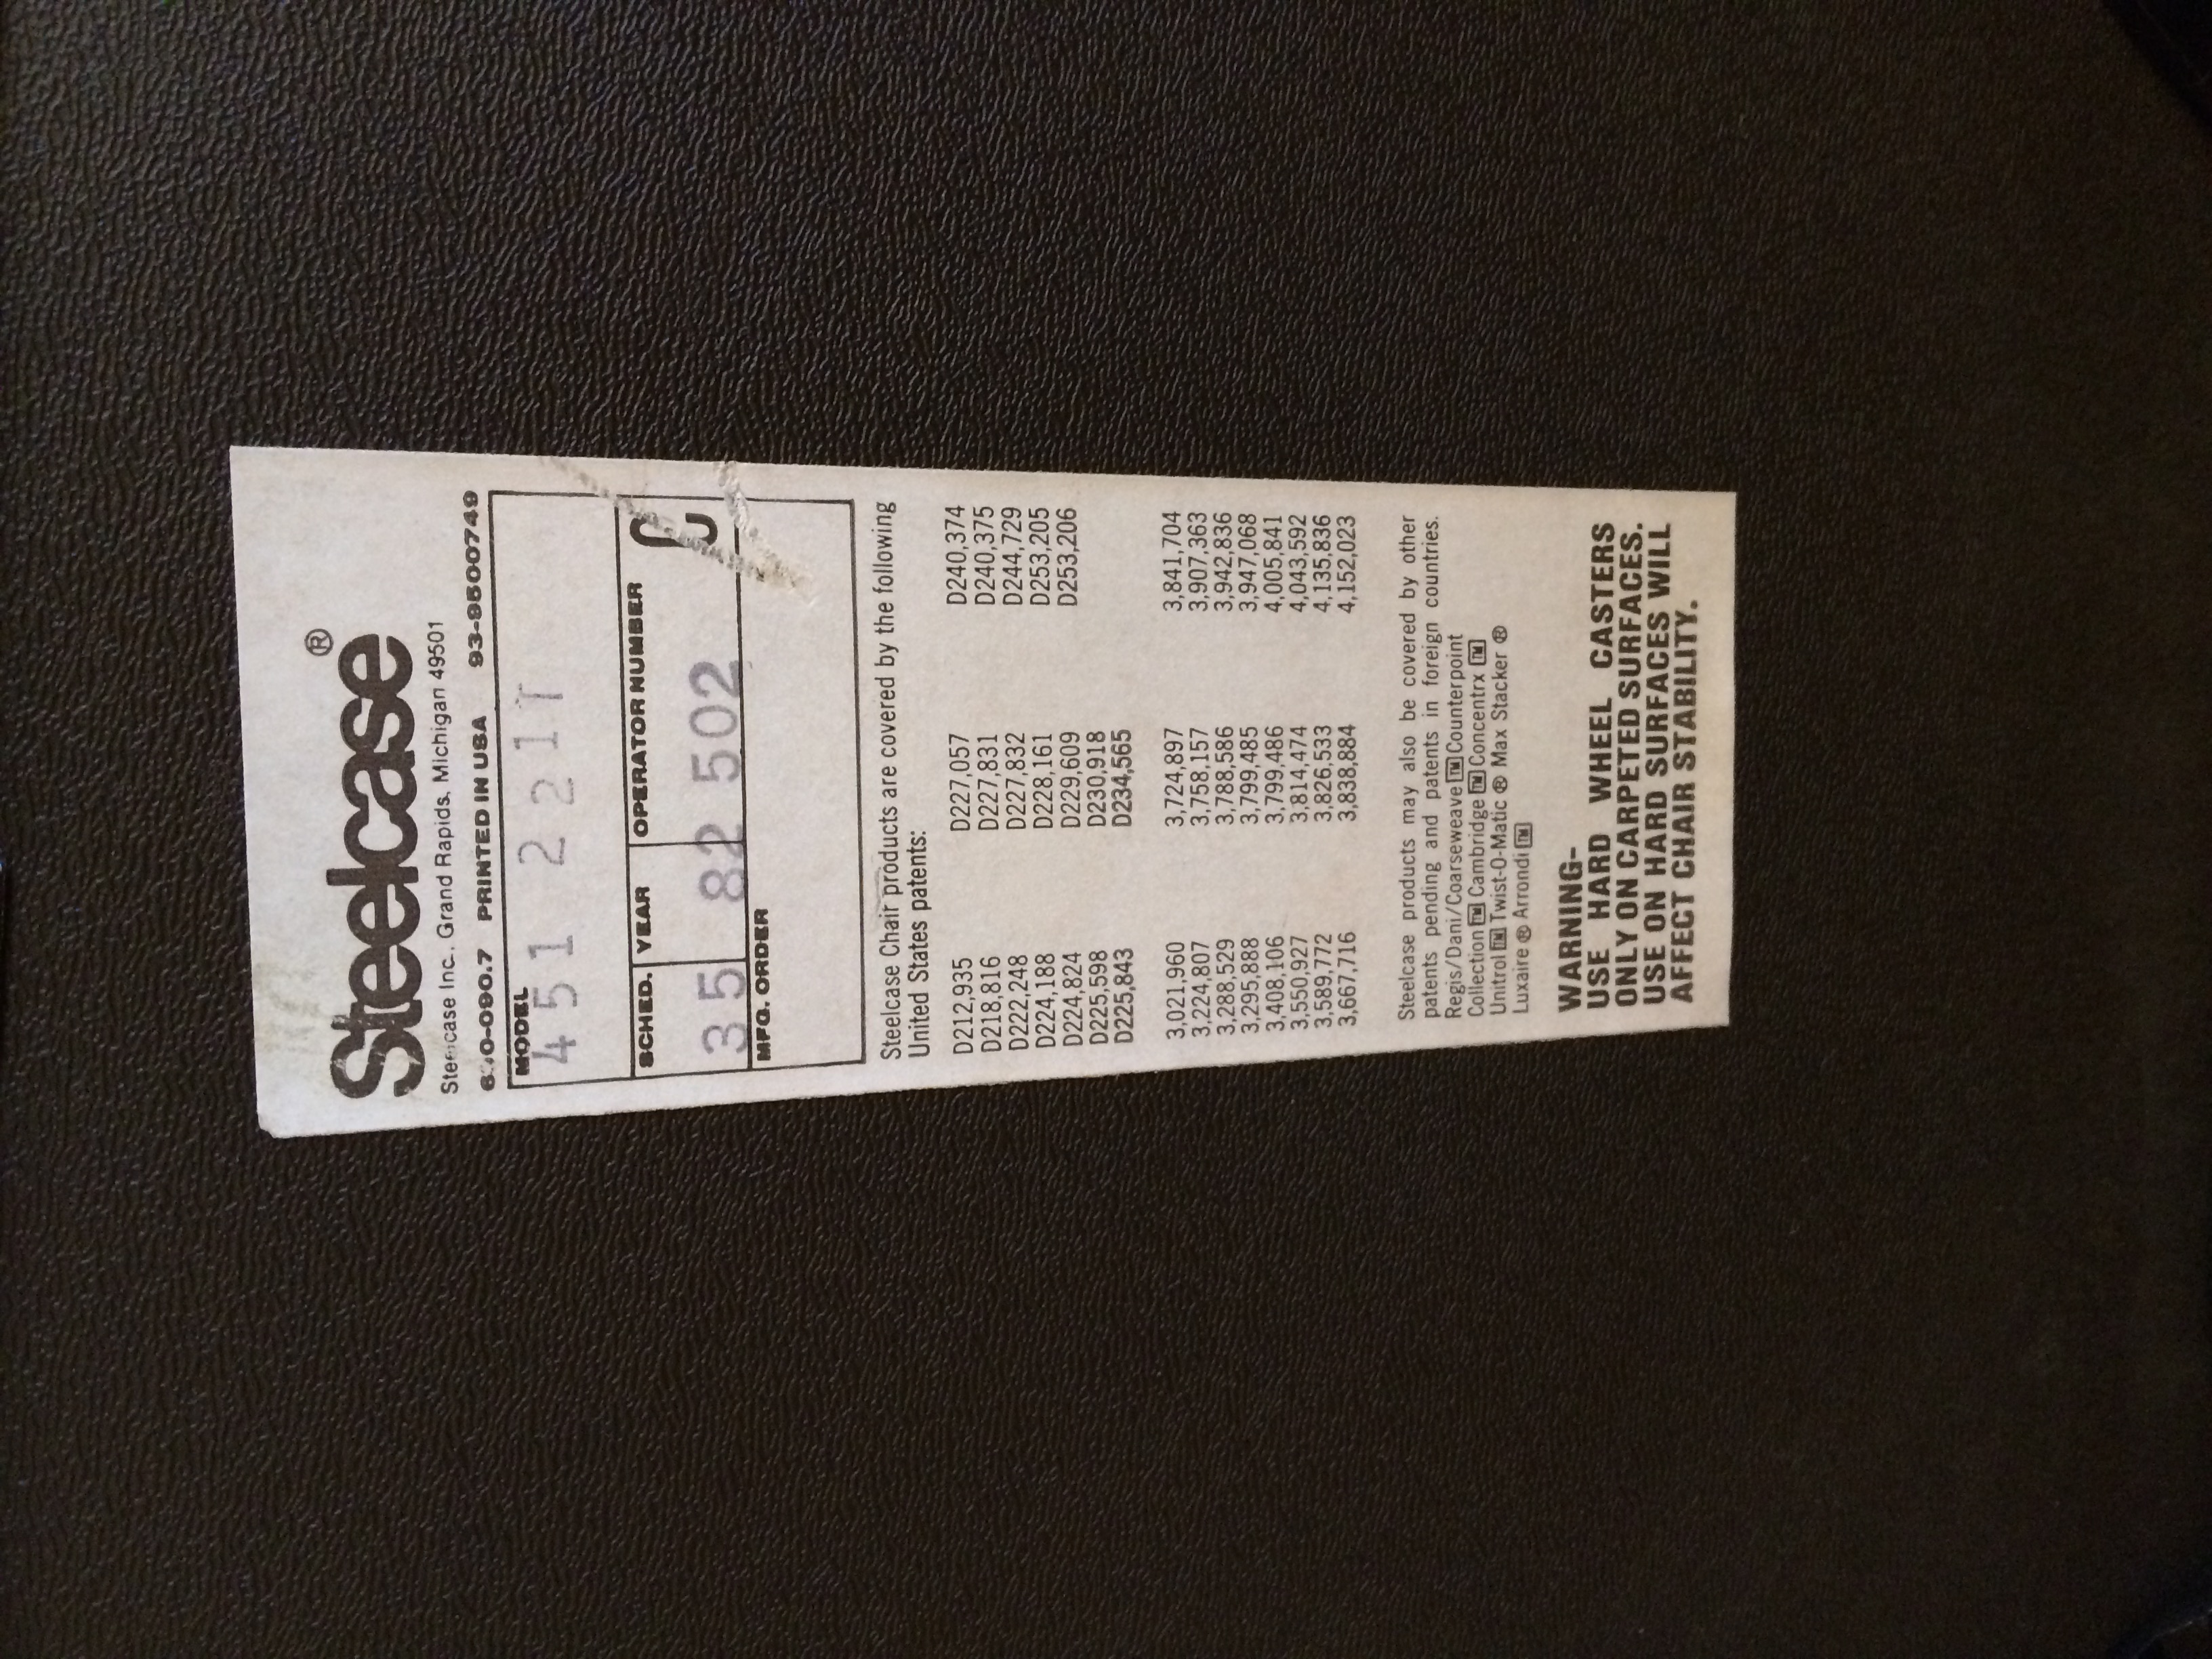 Steelcase ®
Steelcase Inc. Grand Rapids, Michigan 49501
PRINTED IN USA 93-9500749
MODEL
451 221T
SCHED. YEAR OPERATOR NUMBER
35 82 502
MFG. ORDER
Steelcase Chair products are covered by the following
United States patents:
D212,935 D227,057 D240,374
D218,816 D227,831 D240,375
D222,248 D227,832 D244,729
D224,188 D228,161 D253,205
D224,824 D229,609 D253,206
D225,598 D230,918
D225,843 D234,565
3,021,960 3,724,897 3,841,704
3,224,807 3,758,157 3,907,363
3,288,529 3,788,586 3,942,836
3,295,888 3,799,485 3,947,068
3,408,106 3,799,486 4,005,841
3,550,927 3,814,474 4,043,592
3,589,772 3,826,533 4,135,836
3,667,716 3,838,884 4,152,023
Steelcase products may also be covered by other
patents pending and patents in foreign countries.
Regis/Dani/Coarseweave TM Counterpoint
Collection TM Cambridge TM Concentrx TM
Unitrol TM Twist-O-Matic ® Max Stacker ®
Luxaire ® Arrondi TM
WARNING-
USE HARD WHEEL CASTERS
ONLY ON CARPETED SURFACES.
USE ON HARD SURFACES WILL
AFFECT CHAIR STABILITY.